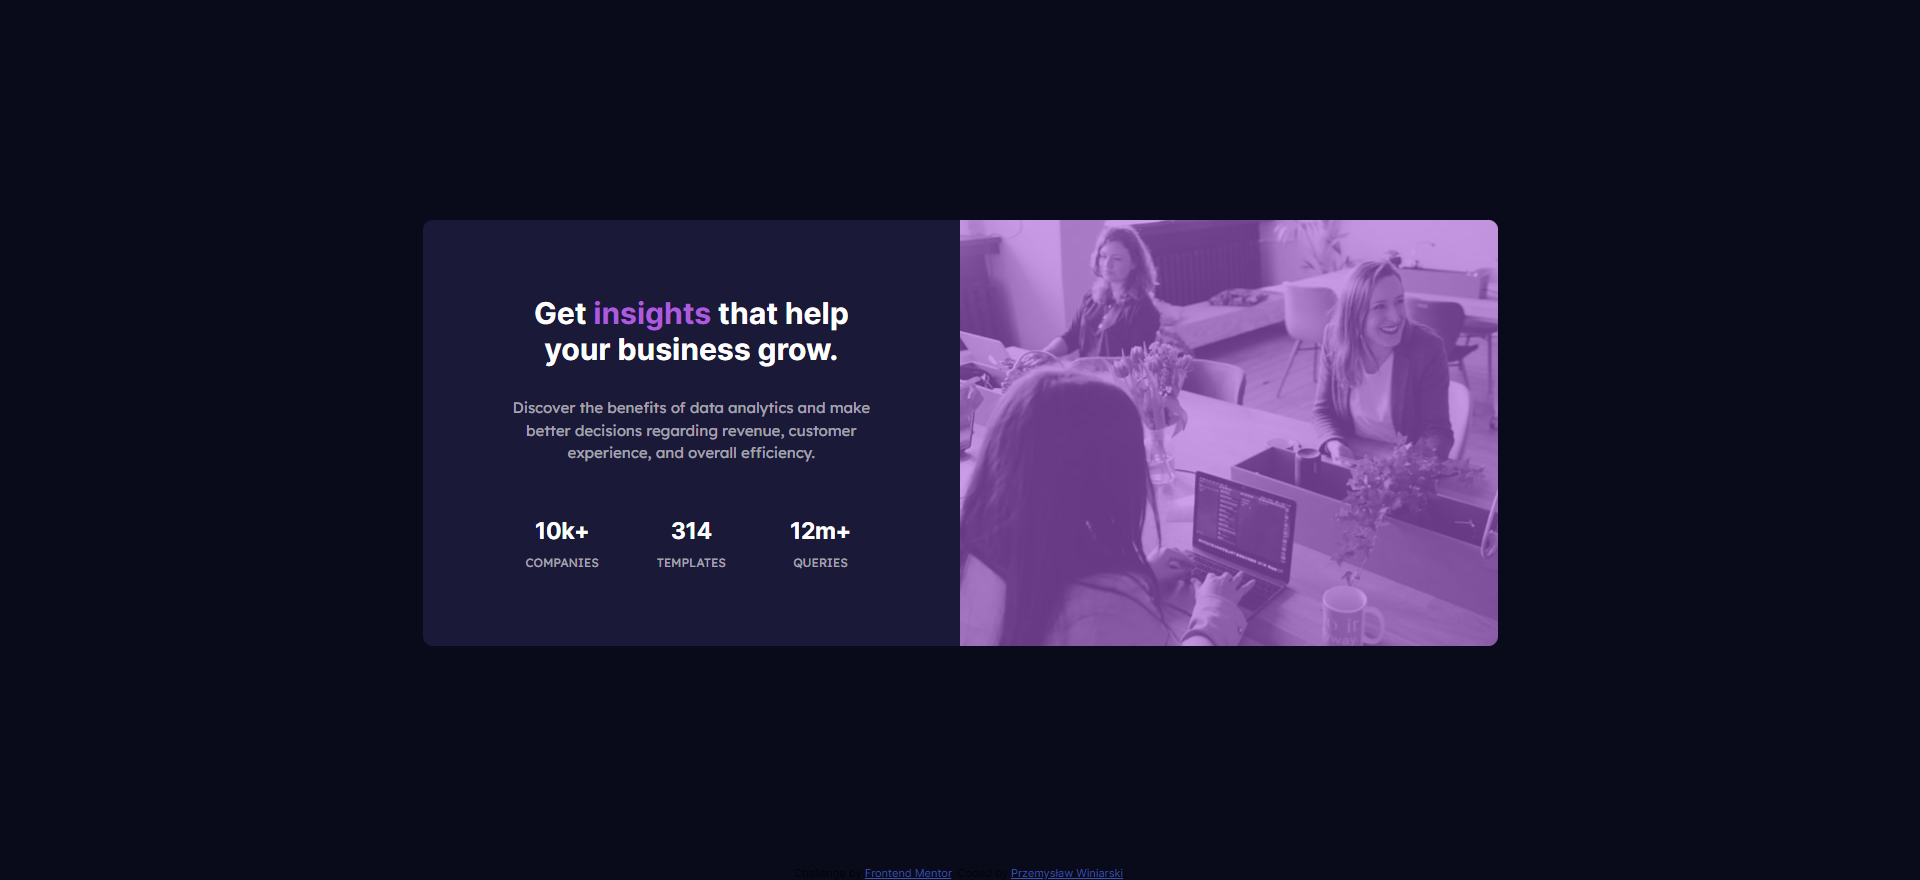 Get insights that help
your business grow.
Discover the benefits of data analytics and make
better decisions regarding revenue, customer
experience, and overall efficiency.
10k+ 314 12m+
COMPANIES TEMPLATES QUERIES
Challenge by Frontend Mentor. Coded by Przemysław Winiarski.